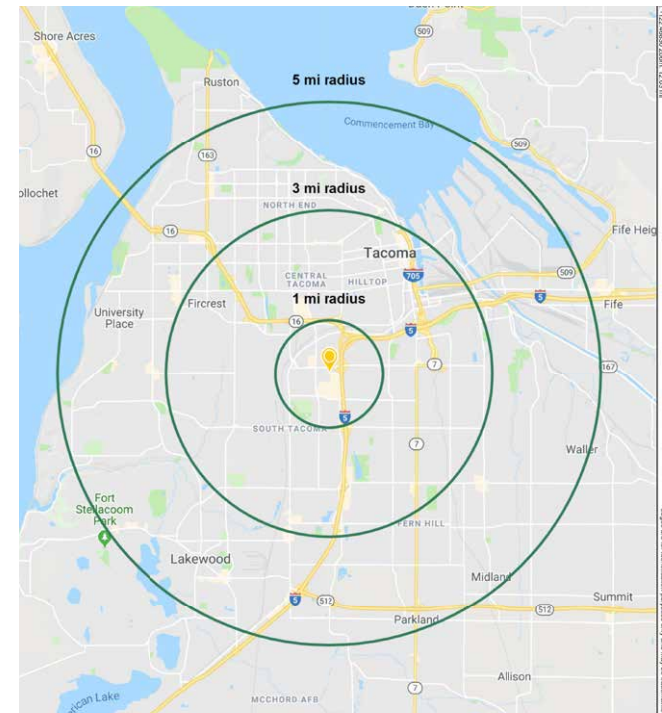 Shore Acres
509
Ruston
5 mi radius
Commencement Bay
16
163
509
ollochet
3 mi radius
NORTH END
16
Fife Heig
Tacoma
CENTRAL
TACOMA
HILLTOP
705
509
1 mi radius
5
University
Place
Fircrest
Fife
16
5
7
167
5
SOUTH TACOMA
7
Waller
Fort
Steilacoom
Park
FERN HILL
Lakewood
Midland
5
512
Summit
512
Parkland
Allison
rican Lake
MCCHORD AFB